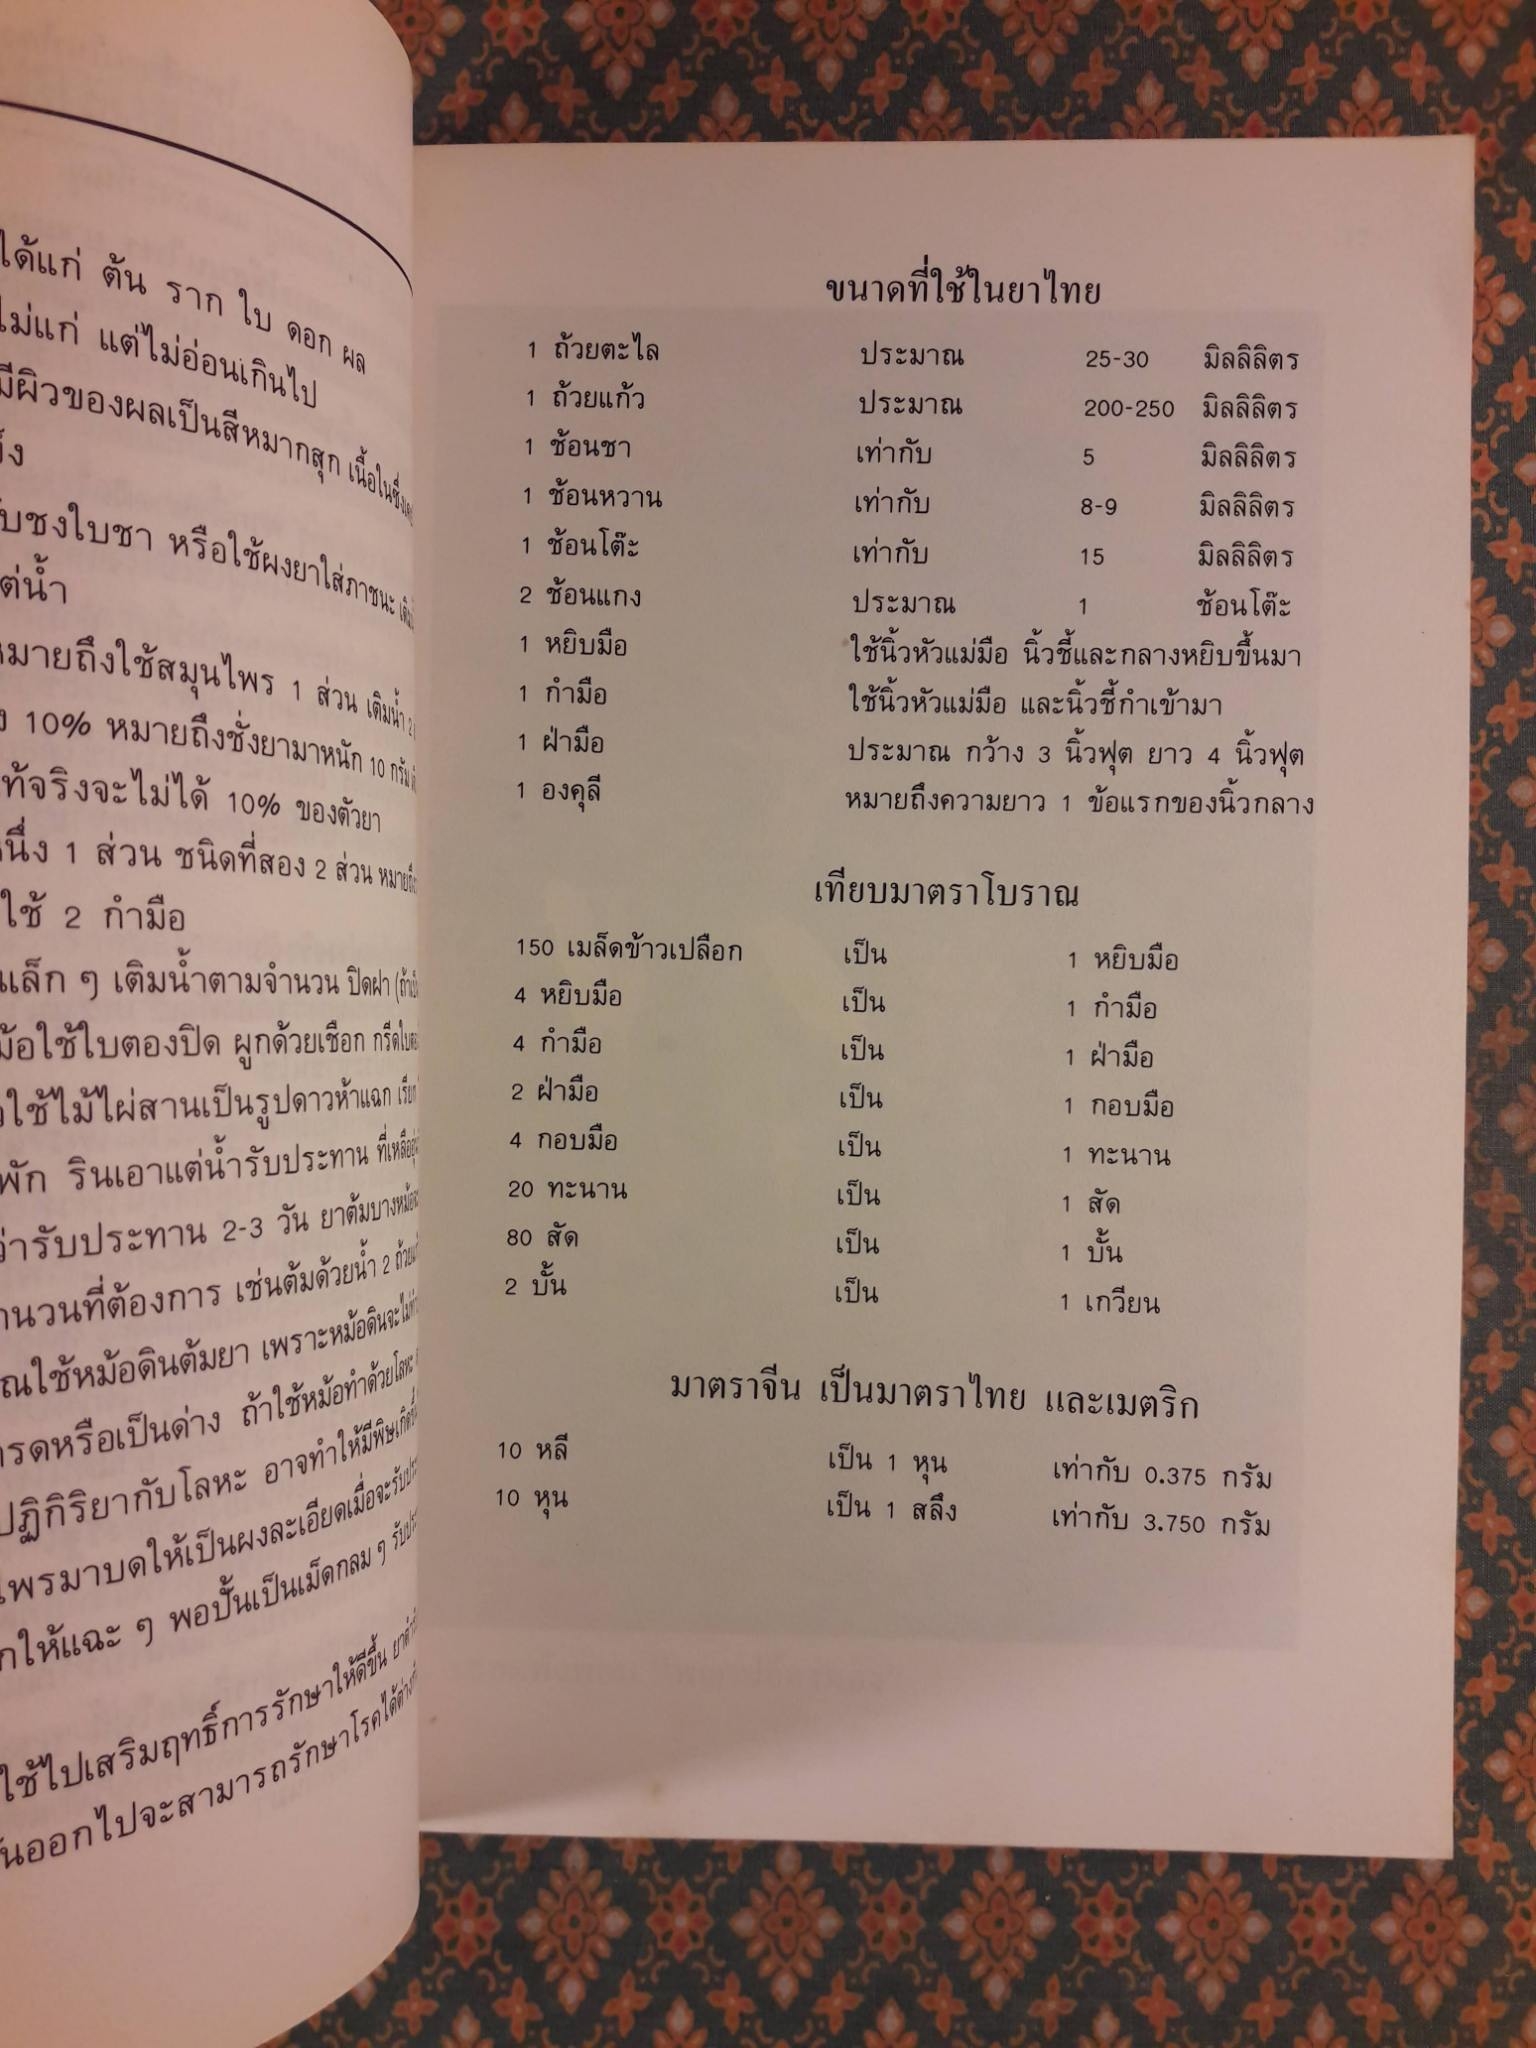 ได้แก่ ต้น ราก ใบ ดอก ผล
ไม่แก่ แต่ไม่อ่อนเกินไป
มีผิวของผลเป็นสีหมากสุก
ับชงใบชา หรือใช้ผงยาใส่ภาชนะ
ต่น้ำ
หมายถึงใช้สมุนไพร 1 ส่วน เติมน้ำ 2
ง 10% หมายถึงชั่งยามาหนัก 10 กรัม
ท้จริงจะไม่ได้ 10% ของตัวยา
นึ่ง 1 ส่วน ชนิดที่สอง 2 ส่วน
ใช้ 2 กำมือ
แล็ก ๆ เติมน้ำตามจำนวน ปิดฝา
ม้อใช้ใบตองปิด ผูกด้วยเชือก
ใช้ไม้ไผ่สานเป็นรูปดาวห้าแฉก
พัก รินเอาแต่น้ำรับประทาน
ว่ารับประทาน 2-3 วัน
ำนวนที่ต้องการ เช่นต้มด้วยน้ำ 2
ณใช้หม้อดินต้มยา
กรดหรือเป็นด่าง ถ้าใช้หม้อทำด้วยโลหะ
ปฏิกิริยากับโลหะ อาจทำให้มีพิษเกิดขึ้น
ไพรมาบดให้เป็นผงละเอียดเมื่อจะรับประ
กให้แฉะ ๆ พอปั้นเป็นเม็ดกลม ๆ รับประ
ใช้ไปเสริมฤทธิ์การรักษาให้ดีขึ้น
นออกไปจะสามารถรักษาโรคได้
ขนาดที่ใช้ในยาไทย
1 ถ้วยตะไล ประมาณ 25-30 มิลลิลิตร
1 ถ้วยแก้ว ประมาณ 200-250 มิลลิลิตร
1 ช้อนชา เท่ากับ 5 มิลลิลิตร
1 ช้อนหวาน เท่ากับ 8-9 มิลลิลิตร
1 ช้อนโต๊ะ เท่ากับ 15 มิลลิลิตร
2 ช้อนแกง ประมาณ 1 ช้อนโต๊ะ
1 หยิบมือ ใช้นิ้วหัวแม่มือ นิ้วชี้และกลางหยิบขึ้นมา
1 กำมือ ใช้นิ้วหัวแม่มือ และนิ้วชี้กำเข้ามา
1 ฝ่ามือ ประมาณ กว้าง 3 นิ้วฟุต ยาว 4 นิ้วฟุต
1 องคุลี หมายถึงความยาว 1 ข้อแรกของนิ้วกลาง
เทียบมาตราโบราณ
150 เมล็ดข้าวเปลือก เป็น 1 หยิบมือ
4 หยิบมือ เป็น 1 กำมือ
4 กำมือ เป็น 1 ฝ่ามือ
2 ฝ่ามือ เป็น 1 กอบมือ
4 กอบมือ เป็น 1 ทะนาน
20 ทะนาน เป็น 1 สัด
80 สัด เป็น 1 บั้น
2 บั้น เป็น 1 เกวียน
มาตราจีน เป็นมาตราไทย และเมตริก
10 หลี เป็น 1 หุน เท่ากับ 0.375 กรัม
10 หุน เป็น 1 สลึง เท่ากับ 3.750 กรัม